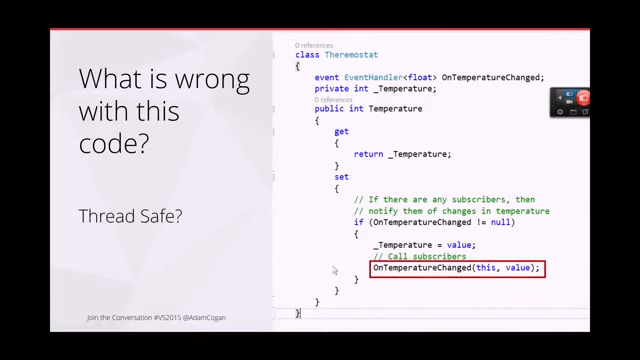 What is wrong
with this
code?
Thread Safe?
Join the Conversation #VS2015 @AdamCogan
0 references
class Theremostat
{
event EventHandler<float> OnTemperatureChanged;
private int _Temperature;
0 references
public int Temperature
{
get
{
return _Temperature;
}
set
{
// If there are any subscribers, then
// notify them of changes in temperature
if (OnTemperatureChanged != null)
{
_Temperature = value;
// Call subscribers
OnTemperatureChanged(this, value);
}
}
}
}